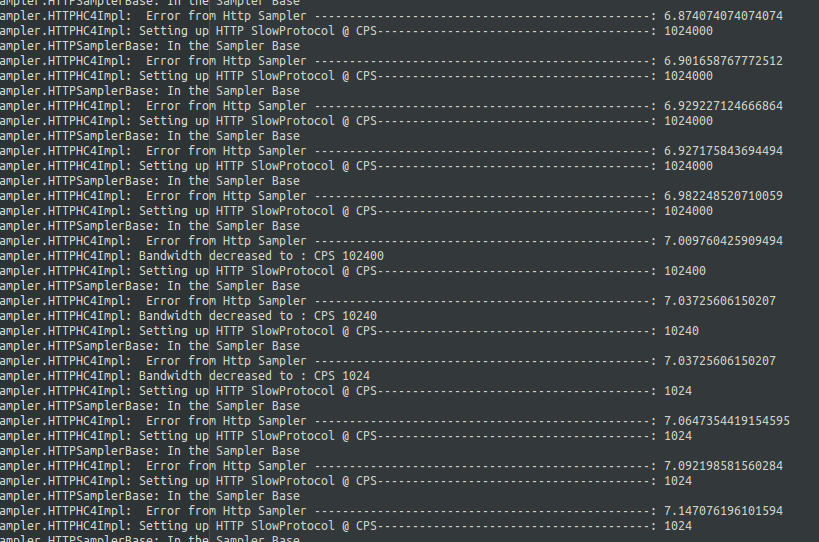 ampler.HTTPSamplerBase: In the Sampler Base
ampler.HTTPHC4Impl:  Error from Http Sampler ------------------------------------------------: 6.874074074074074
ampler.HTTPHC4Impl: Setting up HTTP SlowProtocol @ CPS---------------------------------------: 1024000
ampler.HTTPSamplerBase: In the Sampler Base
ampler.HTTPHC4Impl:  Error from Http Sampler ------------------------------------------------: 6.901658767772512
ampler.HTTPHC4Impl: Setting up HTTP SlowProtocol @ CPS---------------------------------------: 1024000
ampler.HTTPSamplerBase: In the Sampler Base
ampler.HTTPHC4Impl:  Error from Http Sampler ------------------------------------------------: 6.929227124666864
ampler.HTTPHC4Impl: Setting up HTTP SlowProtocol @ CPS---------------------------------------: 1024000
ampler.HTTPSamplerBase: In the Sampler Base
ampler.HTTPHC4Impl:  Error from Http Sampler ------------------------------------------------: 6.927175843694494
ampler.HTTPHC4Impl: Setting up HTTP SlowProtocol @ CPS---------------------------------------: 1024000
ampler.HTTPSamplerBase: In the Sampler Base
ampler.HTTPHC4Impl:  Error from Http Sampler ------------------------------------------------: 6.982248520710059
ampler.HTTPHC4Impl: Setting up HTTP SlowProtocol @ CPS---------------------------------------: 1024000
ampler.HTTPSamplerBase: In the Sampler Base
ampler.HTTPHC4Impl:  Error from Http Sampler ------------------------------------------------: 7.009760425909494
ampler.HTTPHC4Impl: Bandwidth decreased to : CPS 102400
ampler.HTTPHC4Impl: Setting up HTTP SlowProtocol @ CPS---------------------------------------: 102400
ampler.HTTPSamplerBase: In the Sampler Base
ampler.HTTPHC4Impl:  Error from Http Sampler ------------------------------------------------: 7.03725606150207
ampler.HTTPHC4Impl: Bandwidth decreased to : CPS 10240
ampler.HTTPHC4Impl: Setting up HTTP SlowProtocol @ CPS---------------------------------------: 10240
ampler.HTTPSamplerBase: In the Sampler Base
ampler.HTTPHC4Impl:  Error from Http Sampler ------------------------------------------------: 7.03725606150207
ampler.HTTPHC4Impl: Bandwidth decreased to : CPS 1024
ampler.HTTPHC4Impl: Setting up HTTP SlowProtocol @ CPS---------------------------------------: 1024
ampler.HTTPSamplerBase: In the Sampler Base
ampler.HTTPHC4Impl:  Error from Http Sampler ------------------------------------------------: 7.0647354419154595
ampler.HTTPHC4Impl: Setting up HTTP SlowProtocol @ CPS---------------------------------------: 1024
ampler.HTTPSamplerBase: In the Sampler Base
ampler.HTTPHC4Impl:  Error from Http Sampler ------------------------------------------------: 7.092198581560284
ampler.HTTPHC4Impl: Setting up HTTP SlowProtocol @ CPS---------------------------------------: 1024
ampler.HTTPSamplerBase: In the Sampler Base
ampler.HTTPHC4Impl:  Error from Http Sampler ------------------------------------------------: 7.147076196101594
ampler.HTTPHC4Impl: Setting up HTTP SlowProtocol @ CPS---------------------------------------: 1024
ampler.HTTPSamplerBase: In the Sampler Base